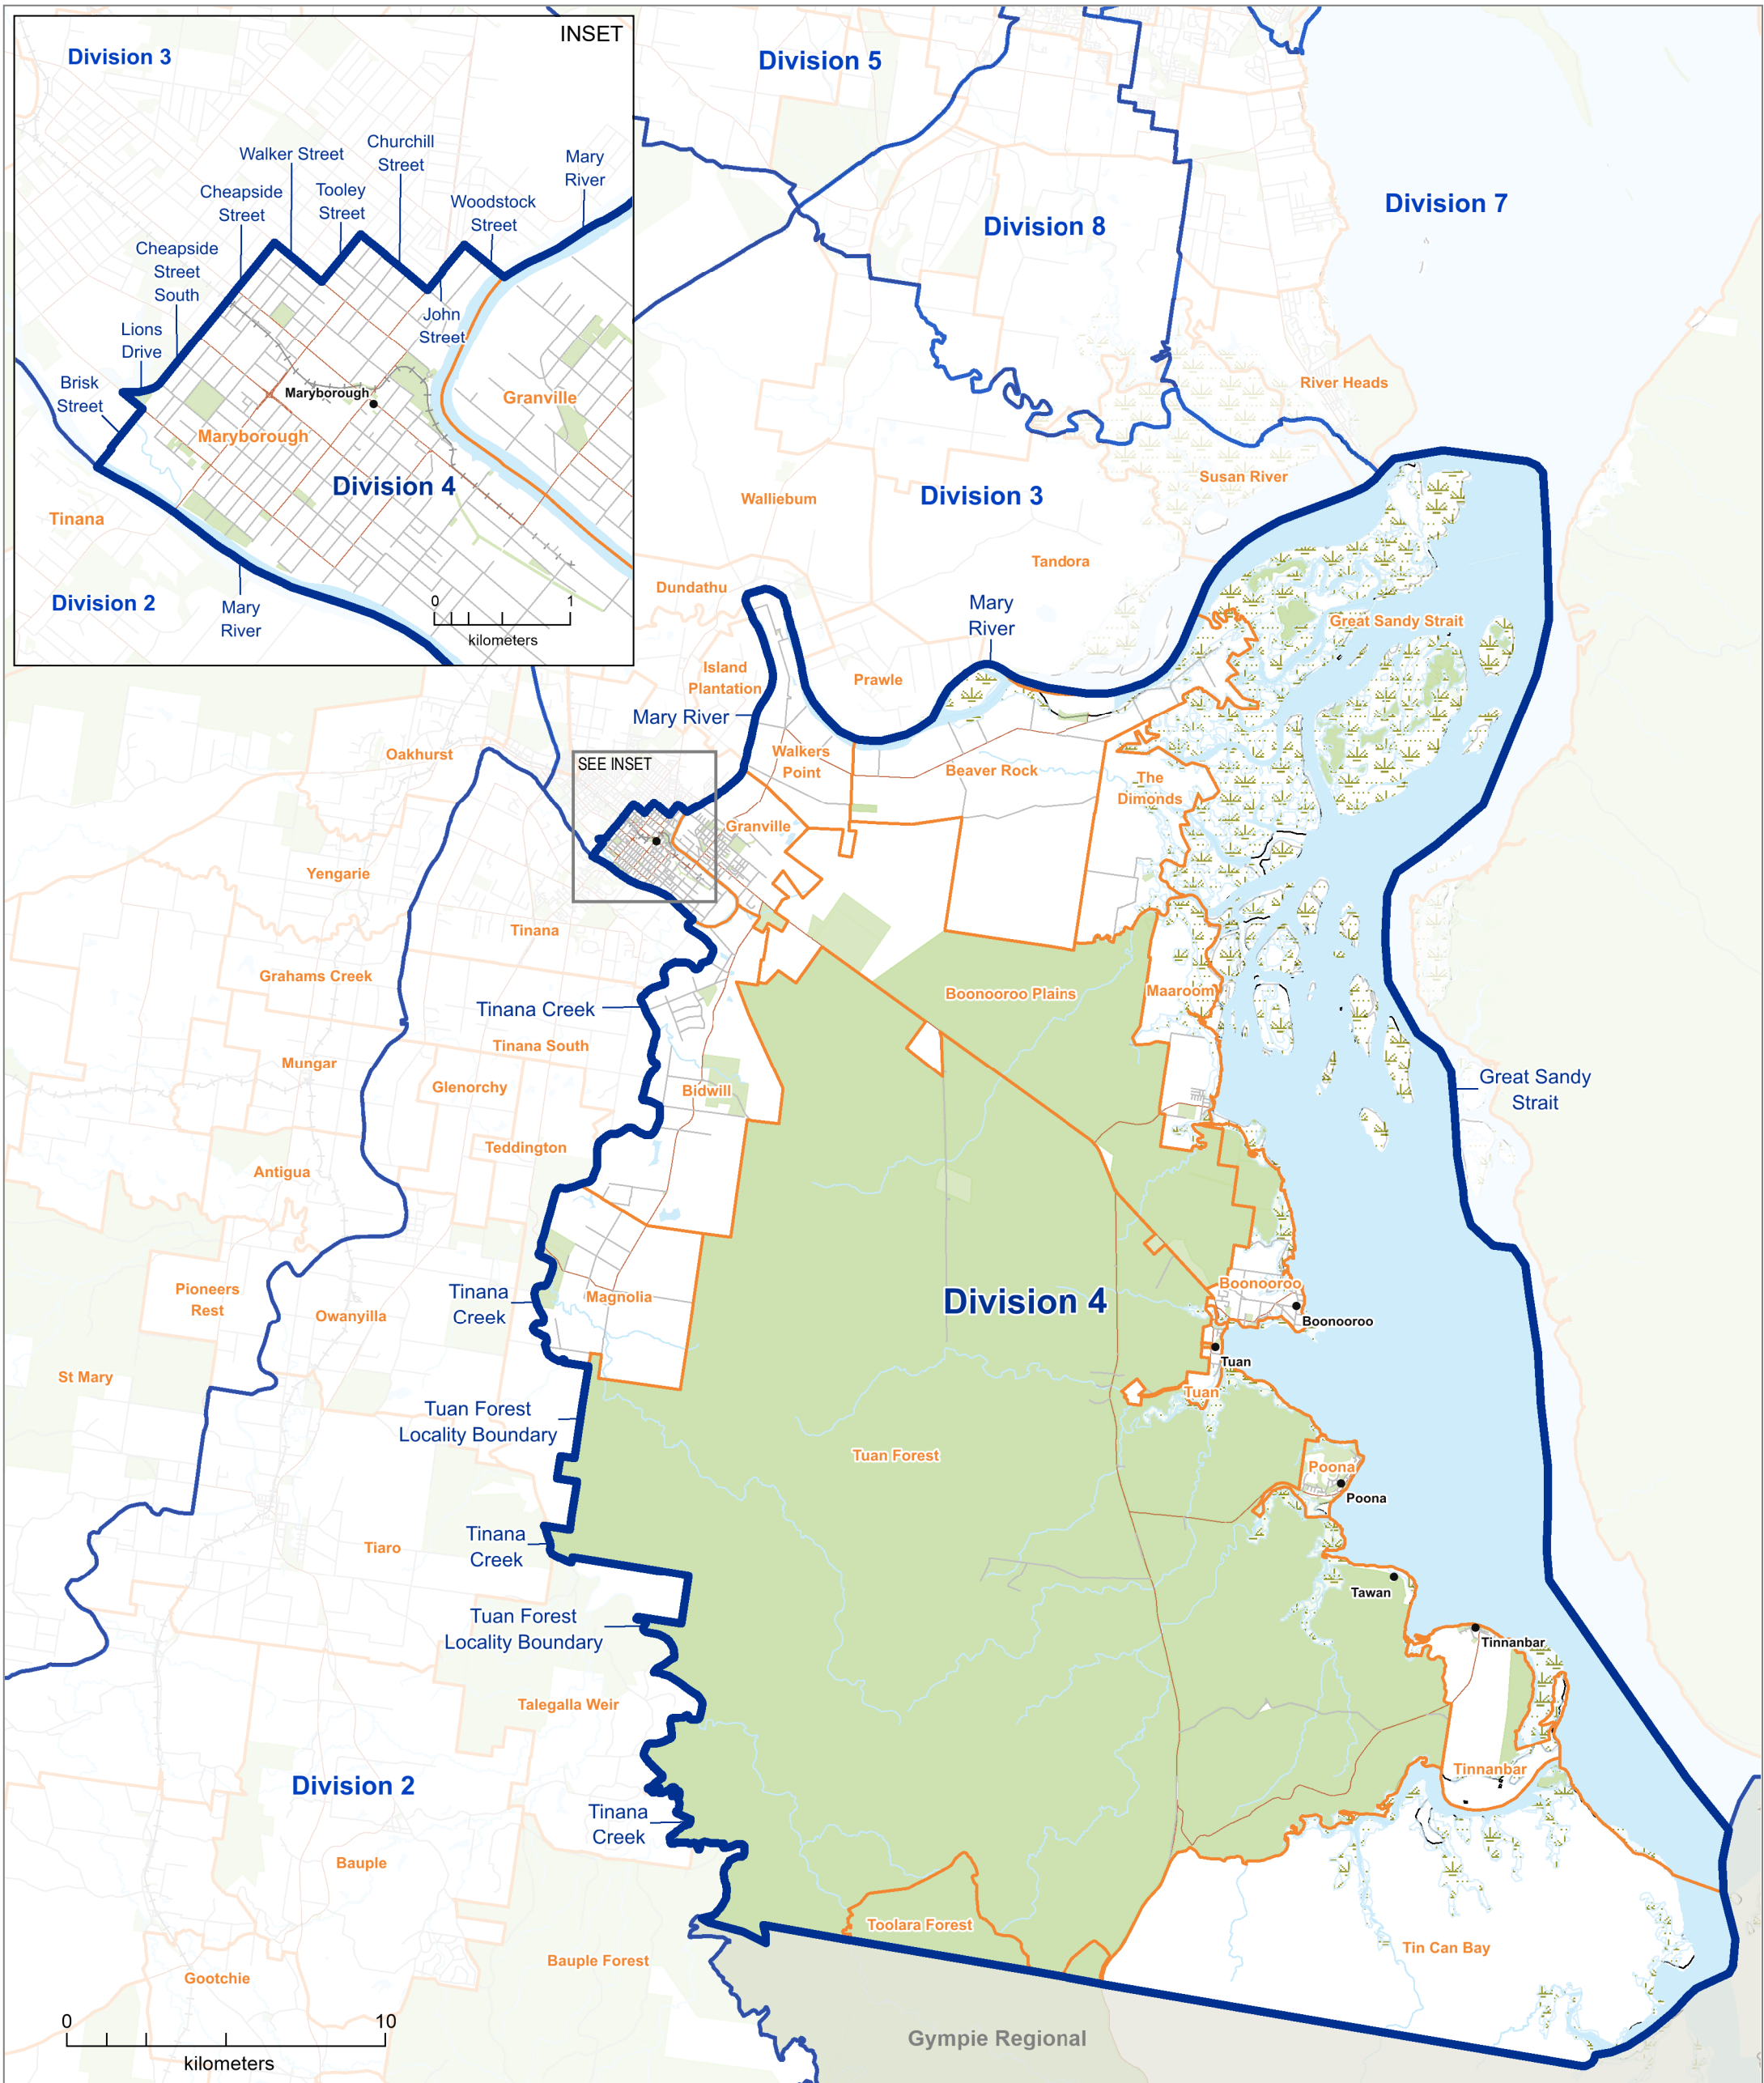 INSET
Division 3
Churchill
Street
Walker Street
Mary
River
Cheapside
Street
Tooley
Street
Woodstock
Street
Cheapside
Street
South
John
Street
Lions
Drive
Brisk
Street
Maryborough
Granville
Maryborough
Division 4
Tinana
Division 2
Mary
River
0 1
kilometers
Division 5
Division 7
Division 8
River Heads
Susan River
Division 3
Walliebum
Tandora
Dundathu
Mary
River
Great Sandy Strait
Island
Plantation
Prawle
Mary River
Oakhurst
SEE INSET
Walkers
Point
Beaver Rock
The
Dimonds
Granville
Yengarie
Tinana
Grahams Creek
Boonooroo Plains
Maaroom
Tinana Creek
Tinana South
Mungar
Glenorchy
Bidwill
Great Sandy
Strait
Teddington
Antigua
Pioneers
Rest
Owanyilla
Tinana
Creek
Magnolia
Division 4
Boonooroo
Boonooroo
Tuan
St Mary
Tuan
Tuan Forest
Locality Boundary
Tuan Forest
Poona
Poona
Tiaro
Tinana
Creek
Tawan
Tuan Forest
Locality Boundary
Tinnanbar
Talegalla Weir
Tinnanbar
Division 2
Tinana
Creek
Bauple
Toolara Forest
Tin Can Bay
Bauple Forest
Gootchie
Gympie Regional
0 10
kilometers